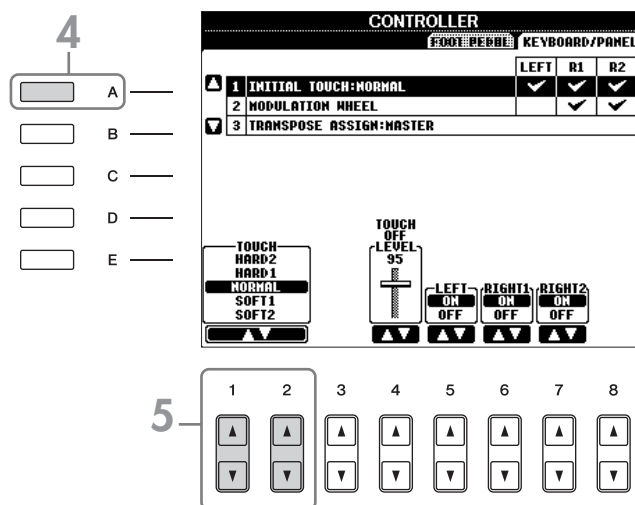 4
CONTROLLER
FOOT PEDAL KEYBOARD/PANEL
LEFT R1 R2
A
1 INITIAL TOUCH:NORMAL
B
2 MODULATION WHEEL
3 TRANSPOSE ASSIGN:MASTER
C
D
E
TOUCH
HARD2
HARD1
NORMAL
SOFT1
SOFT2
TOUCH
OFF
LEVEL
95
LEFT
ON
OFF
RIGHT1
ON
OFF
RIGHT2
ON
OFF
5
1 2 3 4 5 6 7 8